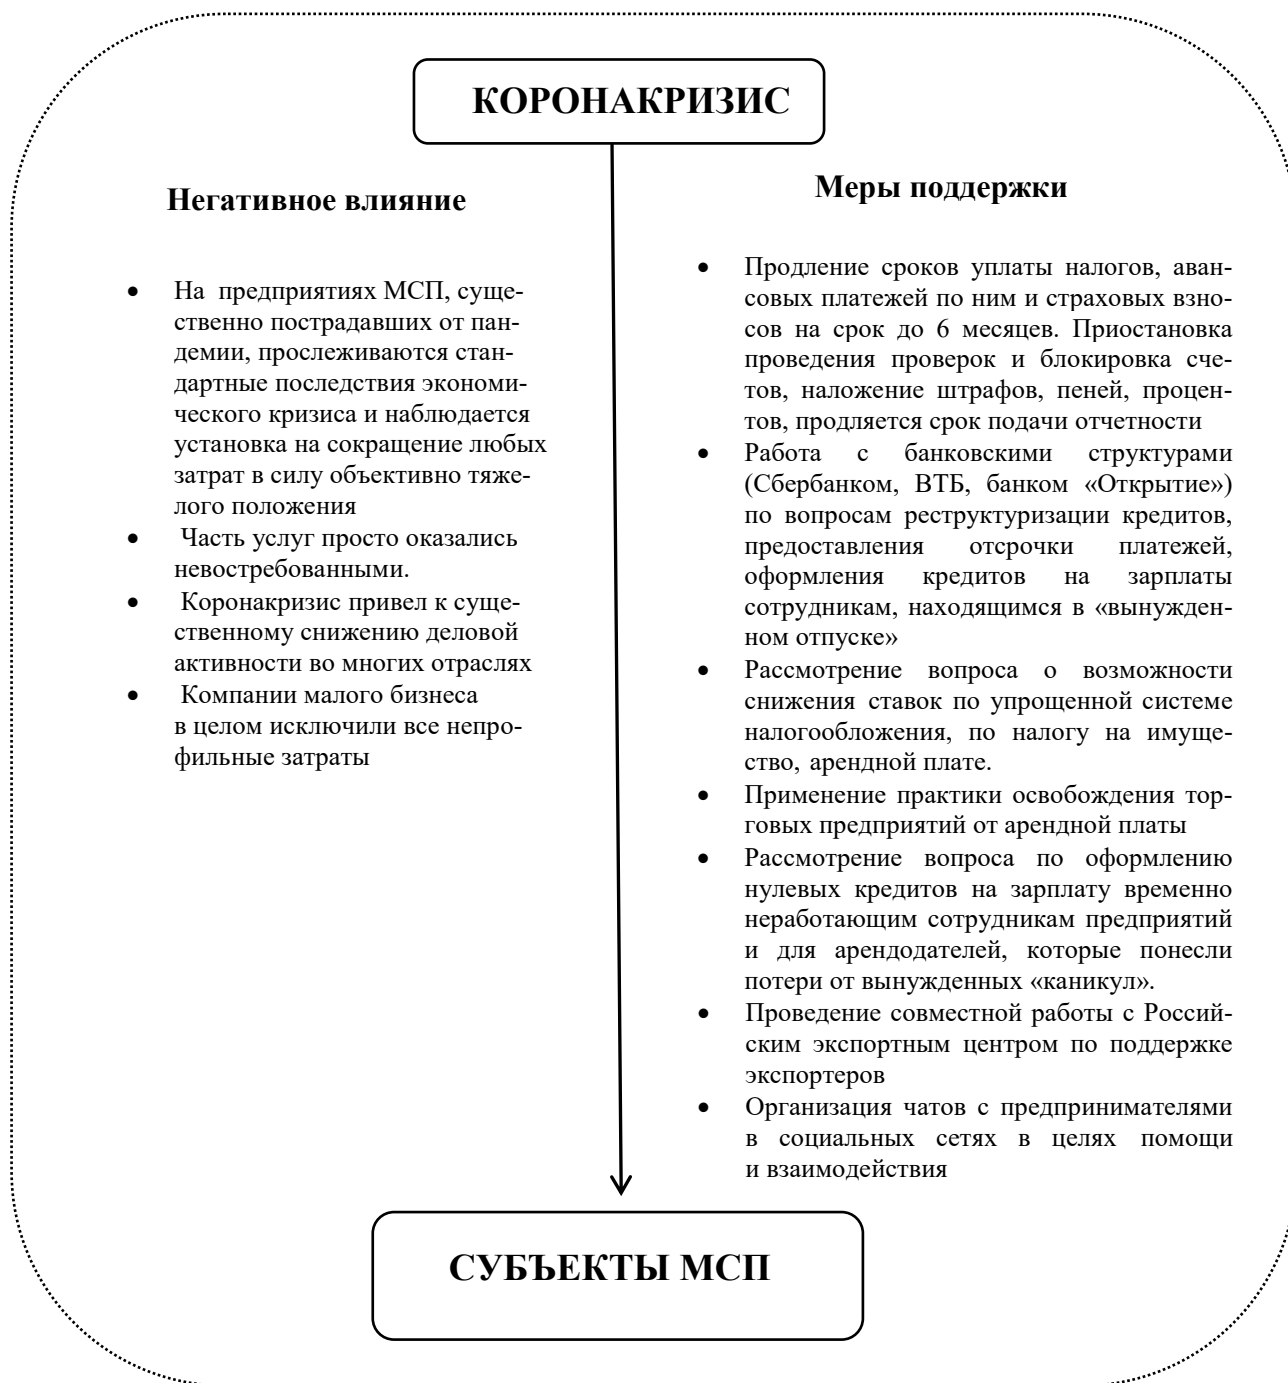 КОРОНАКРИЗИС
Негативное влияние
На предприятиях МСП, суще-
ственно пострадавших от пан-
демии, прослеживаются стан-
дартные последствия экономи-
ческого кризиса и наблюдается
установка на сокращение любых
затрат в силу объективно тяже-
лого положения
Часть услуг просто оказались
невостребованными.
Коронакризис привел к суще-
ственному снижению деловой
активности во многих отраслях
Компании малого бизнеса
в целом исключили все непро-
фильные затраты
Меры поддержки
Продление сроков уплаты налогов, аван-
совых платежей по ним и страховых взно-
сов на срок до 6 месяцев. Приостановка
проведения проверок и блокировка сче-
тов, наложение штрафов, пеней, процен-
тов, продляется срок подачи отчетности
Работа с банковскими структурами
(Сбербанком, ВТБ, банком «Открытие»)
по вопросам реструктуризации кредитов,
предоставления отсрочки платежей,
оформления кредитов на зарплаты
сотрудникам, находящимся в «вынужден-
ном отпуске»
Рассмотрение вопроса о возможности
снижения ставок по упрощенной системе
налогообложения, по налогу на имуще-
ство, арендной плате.
Применение практики освобождения тор-
говых предприятий от арендной платы
Рассмотрение вопроса по оформлению
нулевых кредитов на зарплату временно
неработающим сотрудникам предприятий
и для арендодателей, которые понесли
потери от вынужденных «каникул».
Проведение совместной работы с Россий-
ским экспортным центром по поддержке
экспортеров
Организация чатов с предпринимателями
в социальных сетях в целях помощи
и взаимодействия
СУБЪЕКТЫ МСП